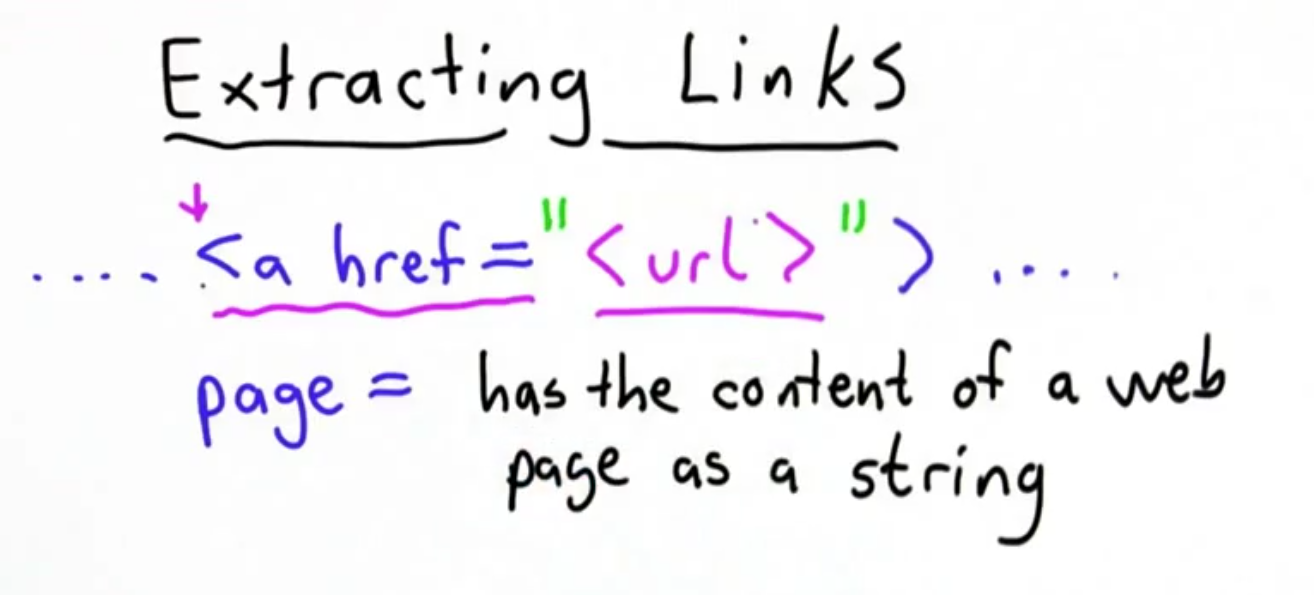 Extracting Links
.... <a href="<url>"> ....
page = has the content of a web
page as a string